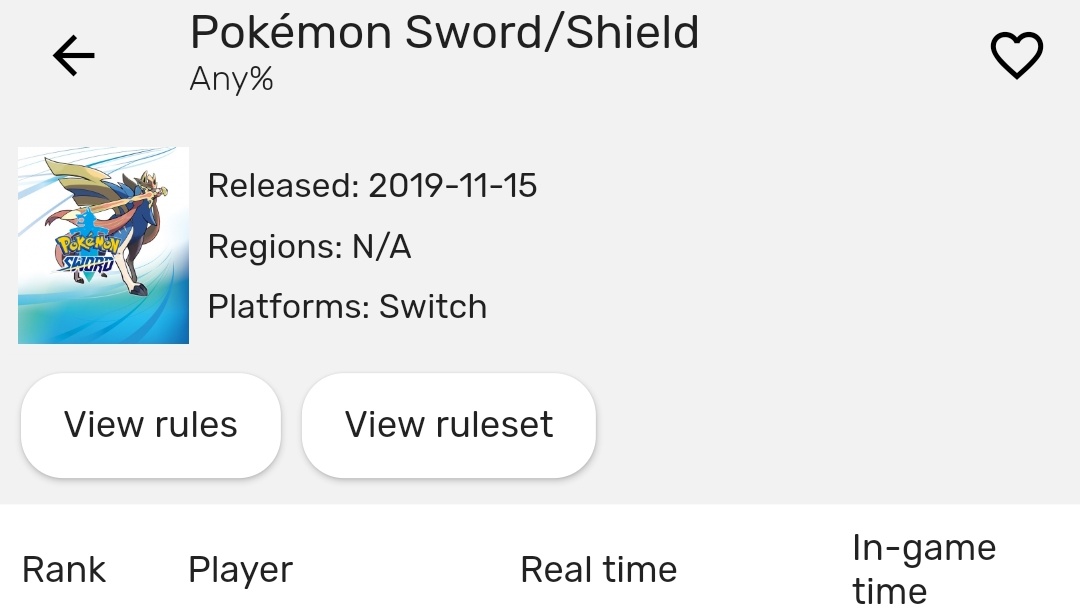 Pokémon Sword/Shield
Any%
Released: 2019-11-15
Regions: N/A
Platforms: Switch
POKéMON
SWORD
View rules
View ruleset
Rank
Player
Real time
In-game
time